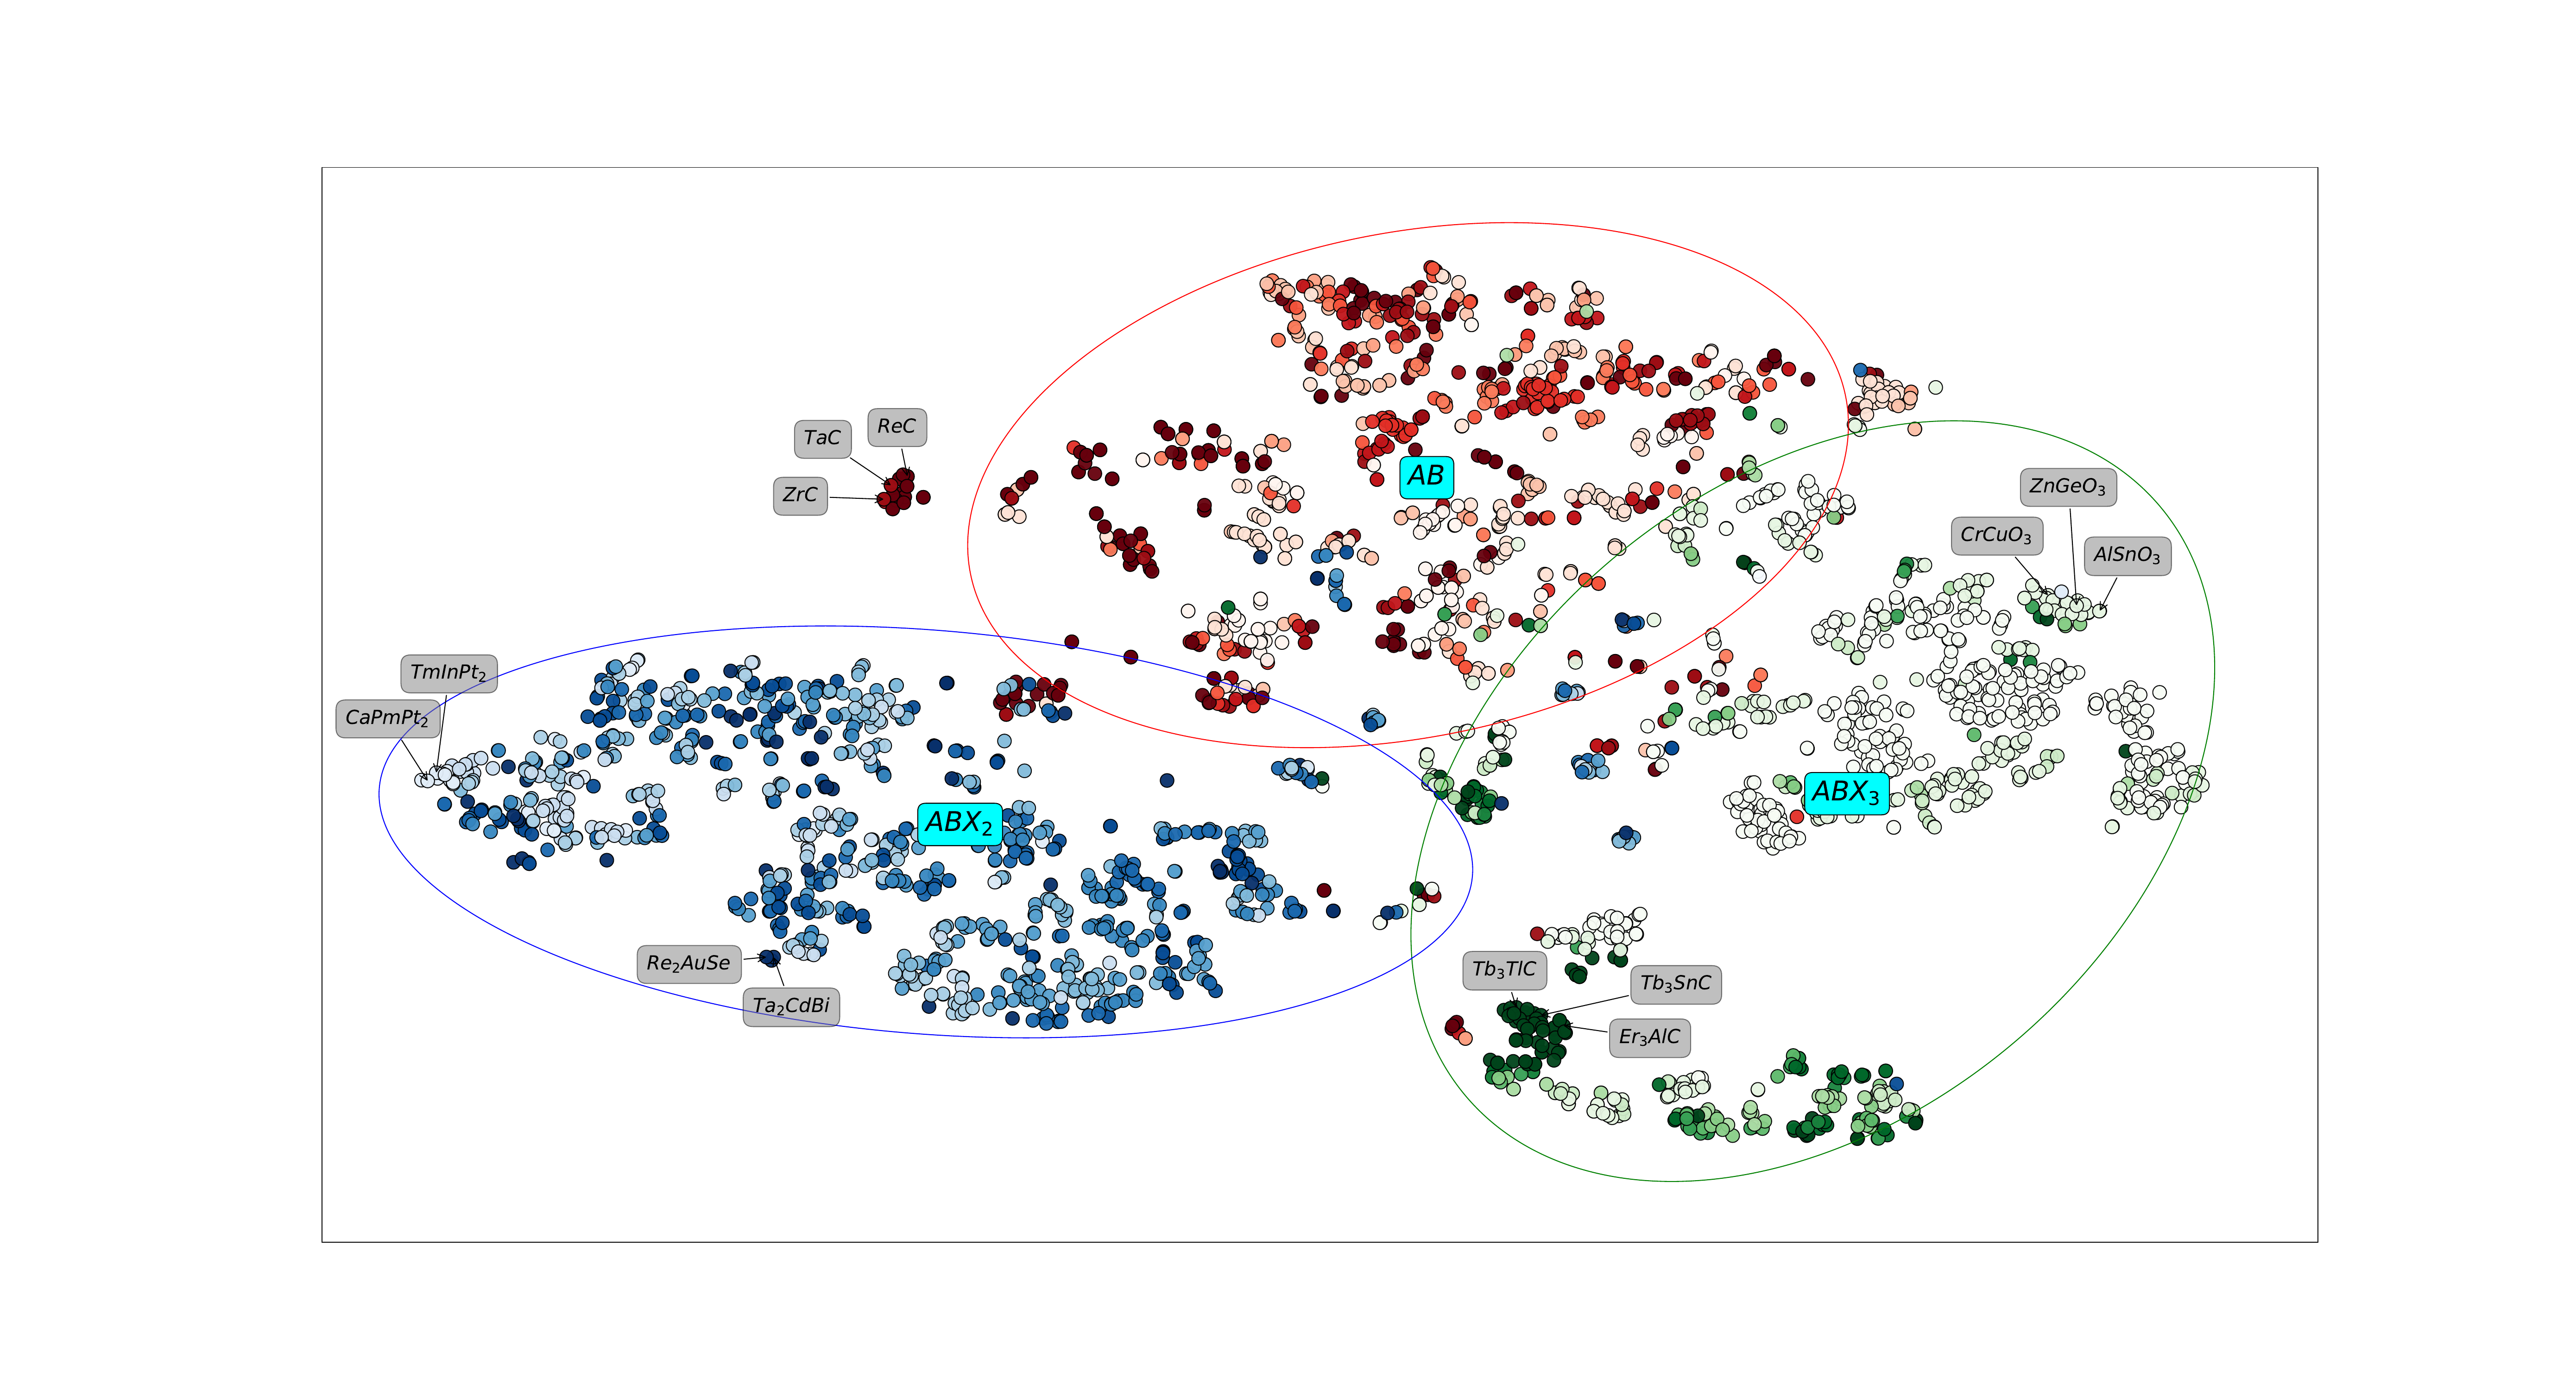 ReC
TaC
ZrC
AB
ZnGeO₃
CrCuO₃
AlSnO₃
TmInPt₂
CaPmPt₂
ABX₂
ABX₃
Re₂AuSe
Ta₂CdBi
Tb₃TlC
Tb₃SnC
Er₃AlC